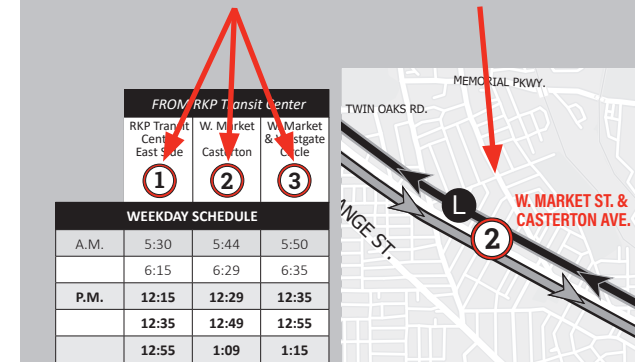 FROM RKP Transit Center
RKP Transit Center East Side
W. Market & Casterton
W. Market & Westgate Circle
1 2 3
WEEKDAY SCHEDULE
A.M. 5:30 5:44 5:50
6:15 6:29 6:35
P.M. 12:15 12:29 12:35
12:35 12:49 12:55
12:55 1:09 1:15
MEMORIAL PKWY.
TWIN OAKS RD.
L
W. MARKET ST. &
CASTERTON AVE.
2
ANGE ST.